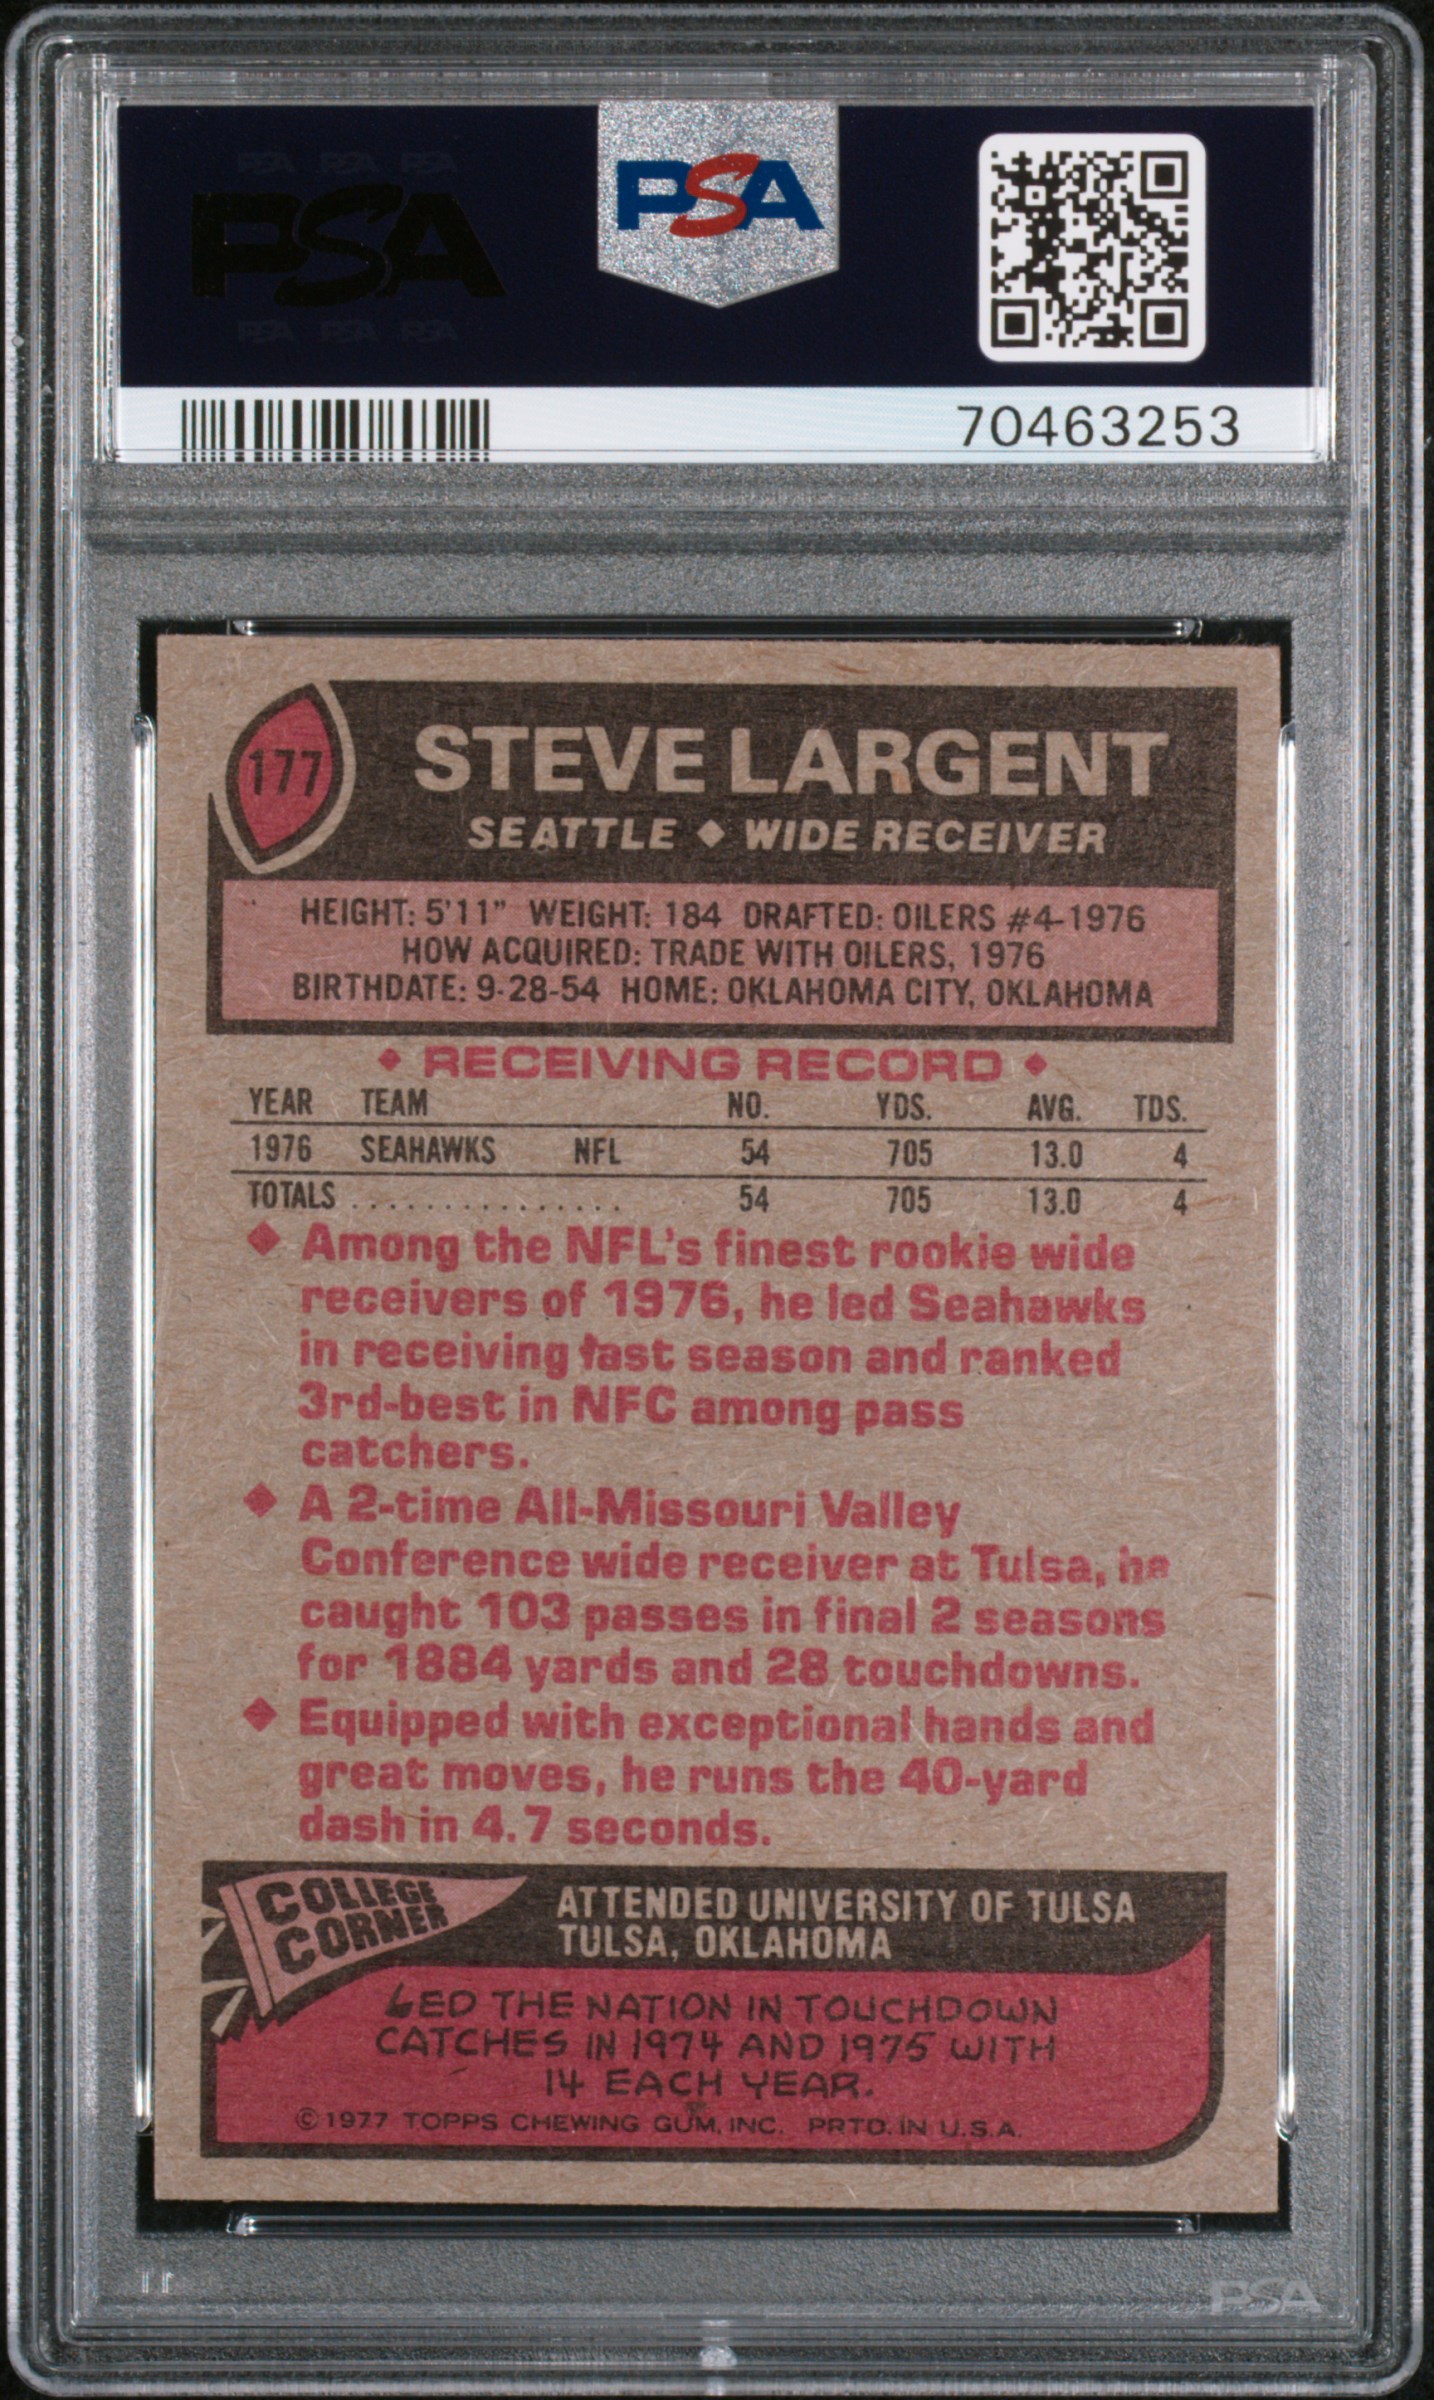 PSA PSA PSA
PSA
PSA PSA PSA
PSA
70463253
177
STEVE LARGENT
SEATTLE ◆ WIDE RECEIVER
HEIGHT: 5'11" WEIGHT: 184 DRAFTED: OILERS #4-1976
HOW ACQUIRED: TRADE WITH OILERS, 1976
BIRTHDATE: 9-28-54 HOME: OKLAHOMA CITY, OKLAHOMA
◆ RECEIVING RECORD ◆
YEAR TEAM NO. YDS. AVG. TDS.
1976 SEAHAWKS NFL 54 705 13.0 4
TOTALS ............... 54 705 13.0 4
◆ Among the NFL's finest rookie wide
receivers of 1976, he led Seahawks
in receiving last season and ranked
3rd-best in NFC among pass
catchers.
◆ A 2-time All-Missouri Valley
Conference wide receiver at Tulsa, he
caught 103 passes in final 2 seasons
for 1884 yards and 28 touchdowns.
◆ Equipped with exceptional hands and
great moves, he runs the 40-yard
dash in 4.7 seconds.
COLLEGE
CORNER
ATTENDED UNIVERSITY OF TULSA
TULSA, OKLAHOMA
LED THE NATION IN TOUCHDOWN
CATCHES IN 1974 AND 1975 WITH
14 EACH YEAR.
©1977 TOPPS CHEWING GUM, INC. PRTD. IN U.S.A.
PSA